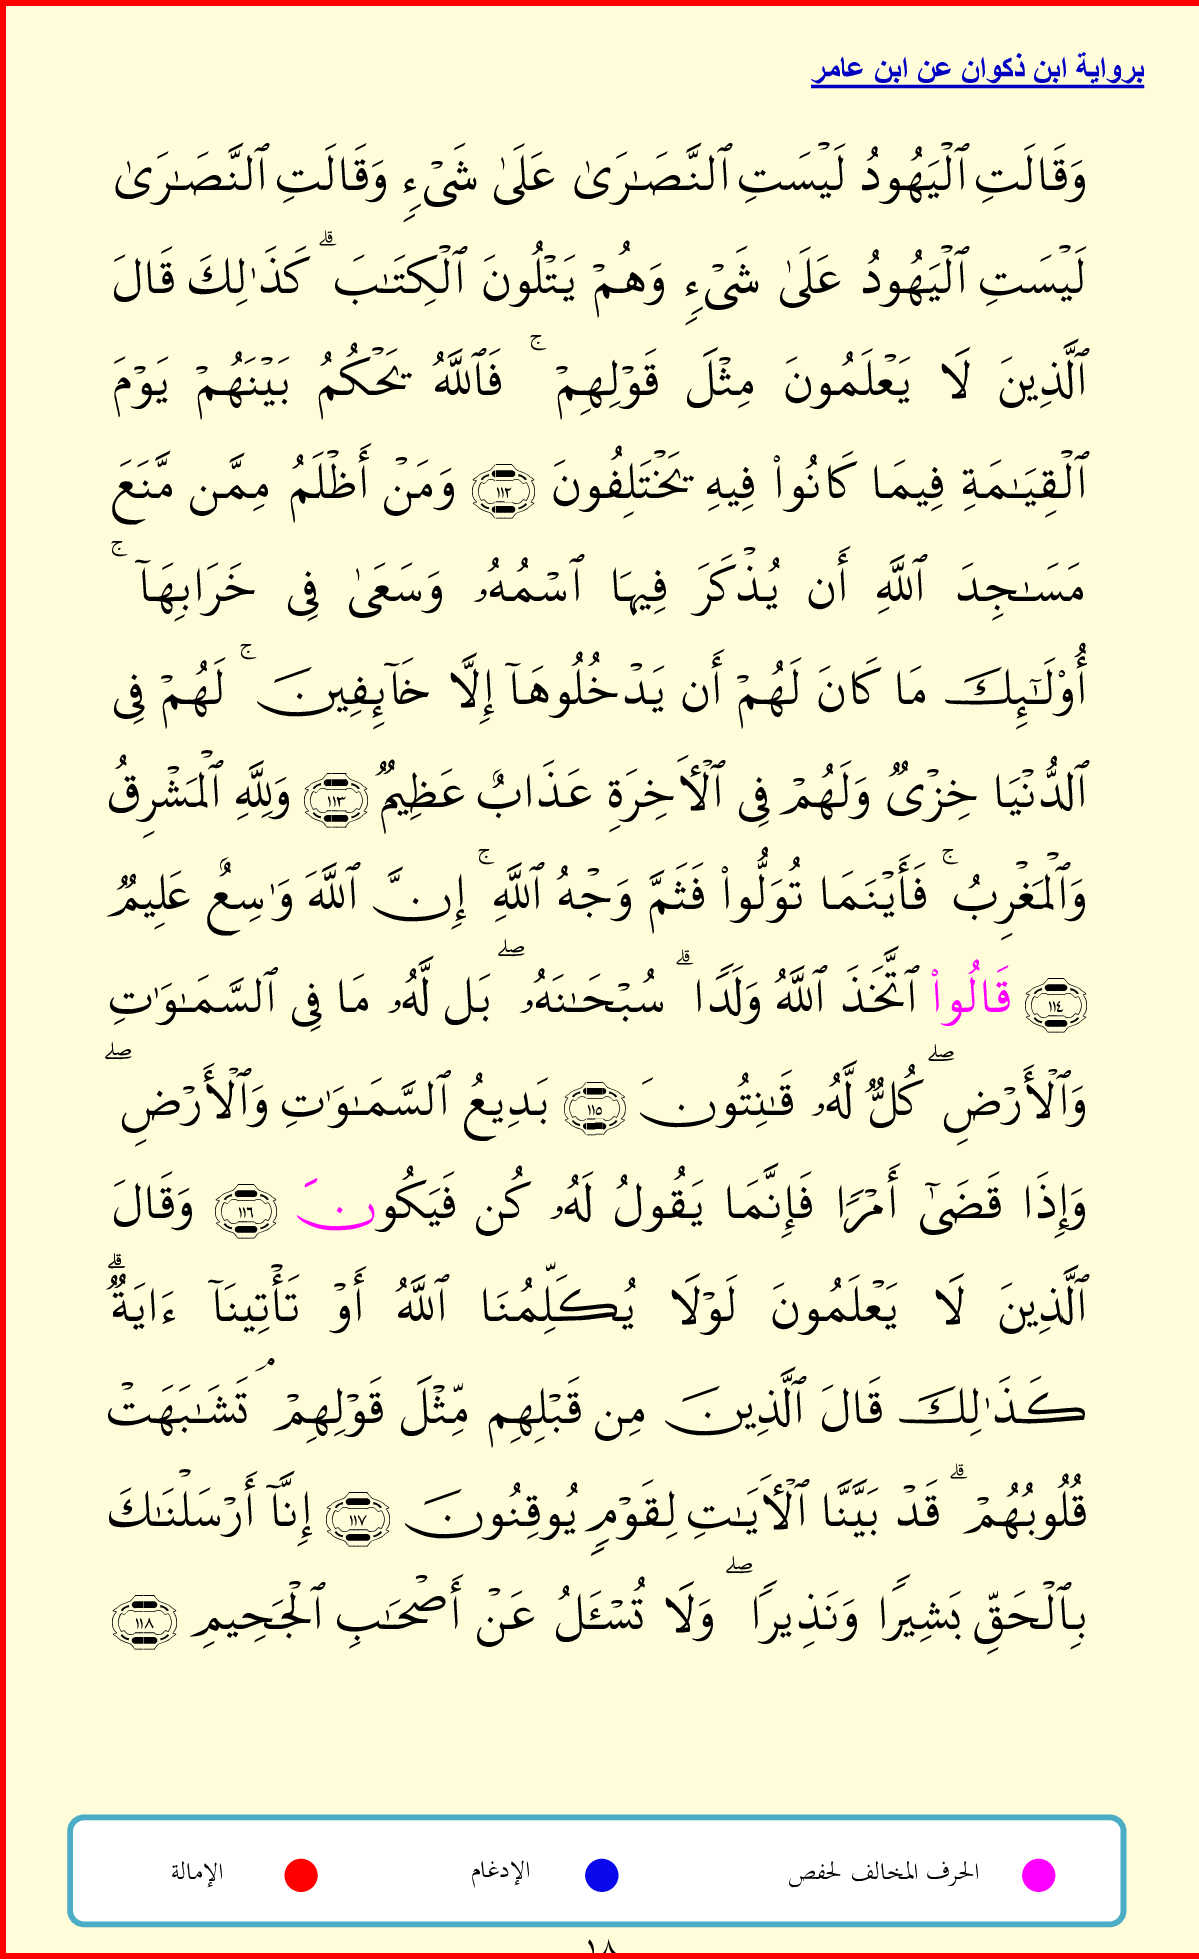 برواية ابن ذكوان عن ابن عامر
وَقَالَتِ ٱلۡيَهُودُ لَيۡسَتِ ٱلنَّصَٰرَىٰ عَلَىٰ شَيۡءٖ وَقَالَتِ ٱلنَّصَٰرَىٰ
لَيۡسَتِ ٱلۡيَهُودُ عَلَىٰ شَيۡءٖ وَهُمۡ يَتۡلُونَ ٱلۡكِتَٰبَۗ كَذَٰلِكَ قَالَ
ٱلَّذِينَ لَا يَعۡلَمُونَ مِثۡلَ قَوۡلِهِمۡۚ فَٱللَّهُ يَحۡكُمُ بَيۡنَهُمۡ يَوۡمَ
ٱلۡقِيَٰمَةِ فِيمَا كَانُواْ فِيهِ يَخۡتَلِفُونَ ١١٢ وَمَنۡ أَظۡلَمُ مِمَّن مَّنَعَ
مَسَٰجِدَ ٱللَّهِ أَن يُذۡكَرَ فِيهَا ٱسۡمُهُۥ وَسَعَىٰ فِي خَرَابِهَآۚ
أُوْلَٰٓئِكَ مَا كَانَ لَهُمۡ أَن يَدۡخُلُوهَآ إِلَّا خَآئِفِينَۚ لَهُمۡ فِي
ٱلدُّنۡيَا خِزۡيٞ وَلَهُمۡ فِي ٱلۡأٓخِرَةِ عَذَابٌ عَظِيمٞ ١١٣ وَلِلَّهِ ٱلۡمَشۡرِقُ
وَٱلۡمَغۡرِبُۚ فَأَيۡنَمَا تُوَلُّواْ فَثَمَّ وَجۡهُ ٱللَّهِۚ إِنَّ ٱللَّهَ وَٰسِعٌ عَلِيمٞ
١١٤ قَالُواْ ٱتَّخَذَ ٱللَّهُ وَلَدٗاۗ سُبۡحَٰنَهُۥۖ بَل لَّهُۥ مَا فِي ٱلسَّمَٰوَٰتِ
وَٱلۡأَرۡضِۖ كُلّٞ لَّهُۥ قَٰنِتُونَ ١١٥ بَدِيعُ ٱلسَّمَٰوَٰتِ وَٱلۡأَرۡضِۖ
وَإِذَا قَضَىٰٓ أَمۡرٗا فَإِنَّمَا يَقُولُ لَهُۥ كُن فَيَكُونَ ١١٦ وَقَالَ
ٱلَّذِينَ لَا يَعۡلَمُونَ لَوۡلَا يُكَلِّمُنَا ٱللَّهُ أَوۡ تَأۡتِينَآ ءَايَةٞۗ
كَذَٰلِكَ قَالَ ٱلَّذِينَ مِن قَبۡلِهِم مِّثۡلَ قَوۡلِهِمۡۘ تَشَٰبَهَتۡ
قُلُوبُهُمۡۗ قَدۡ بَيَّنَّا ٱلۡأٓيَٰتِ لِقَوۡمٖ يُوقِنُونَ ١١٧ إِنَّآ أَرۡسَلۡنَٰكَ
بِٱلۡحَقِّ بَشِيرٗا وَنَذِيرٗاۖ وَلَا تُسۡـَٔلُ عَنۡ أَصۡحَٰبِ ٱلۡجَحِيمِ ١١٨
الحرف المخالف لحفص الإدغام الإمالة
١٨